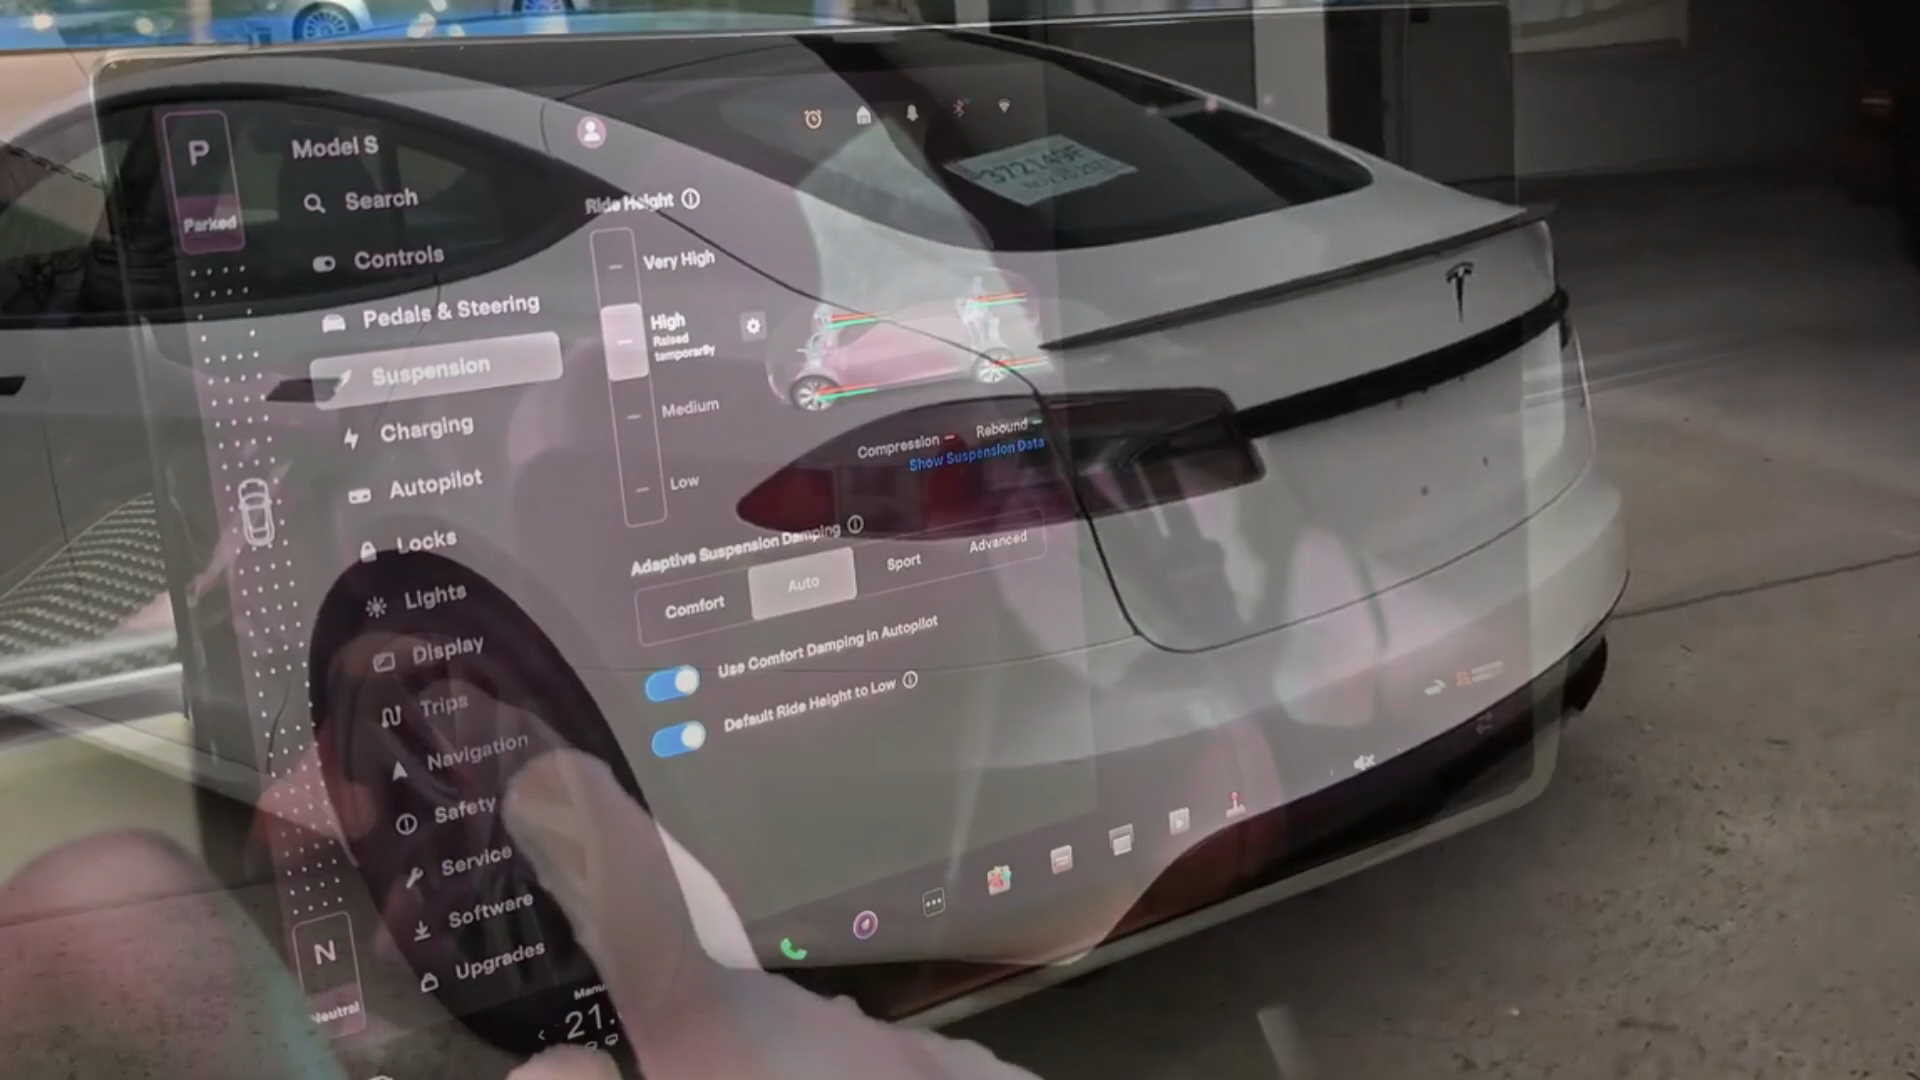 P
Parked
Model S
Search
Controls
Pedals & Steering
Suspension
Charging
Autopilot
Locks
Lights
Display
Trips
Navigation
Safety
Service
Software
Upgrades
N
Neutral
Ride Height
Very High
High
Raised
temporarily
Medium
Low
Compression
Rebound
Show Suspension Data
Adaptive Suspension Damping
Comfort
Auto
Sport
Advanced
Use Comfort Damping in Autopilot
Default Ride Height to Low
21.